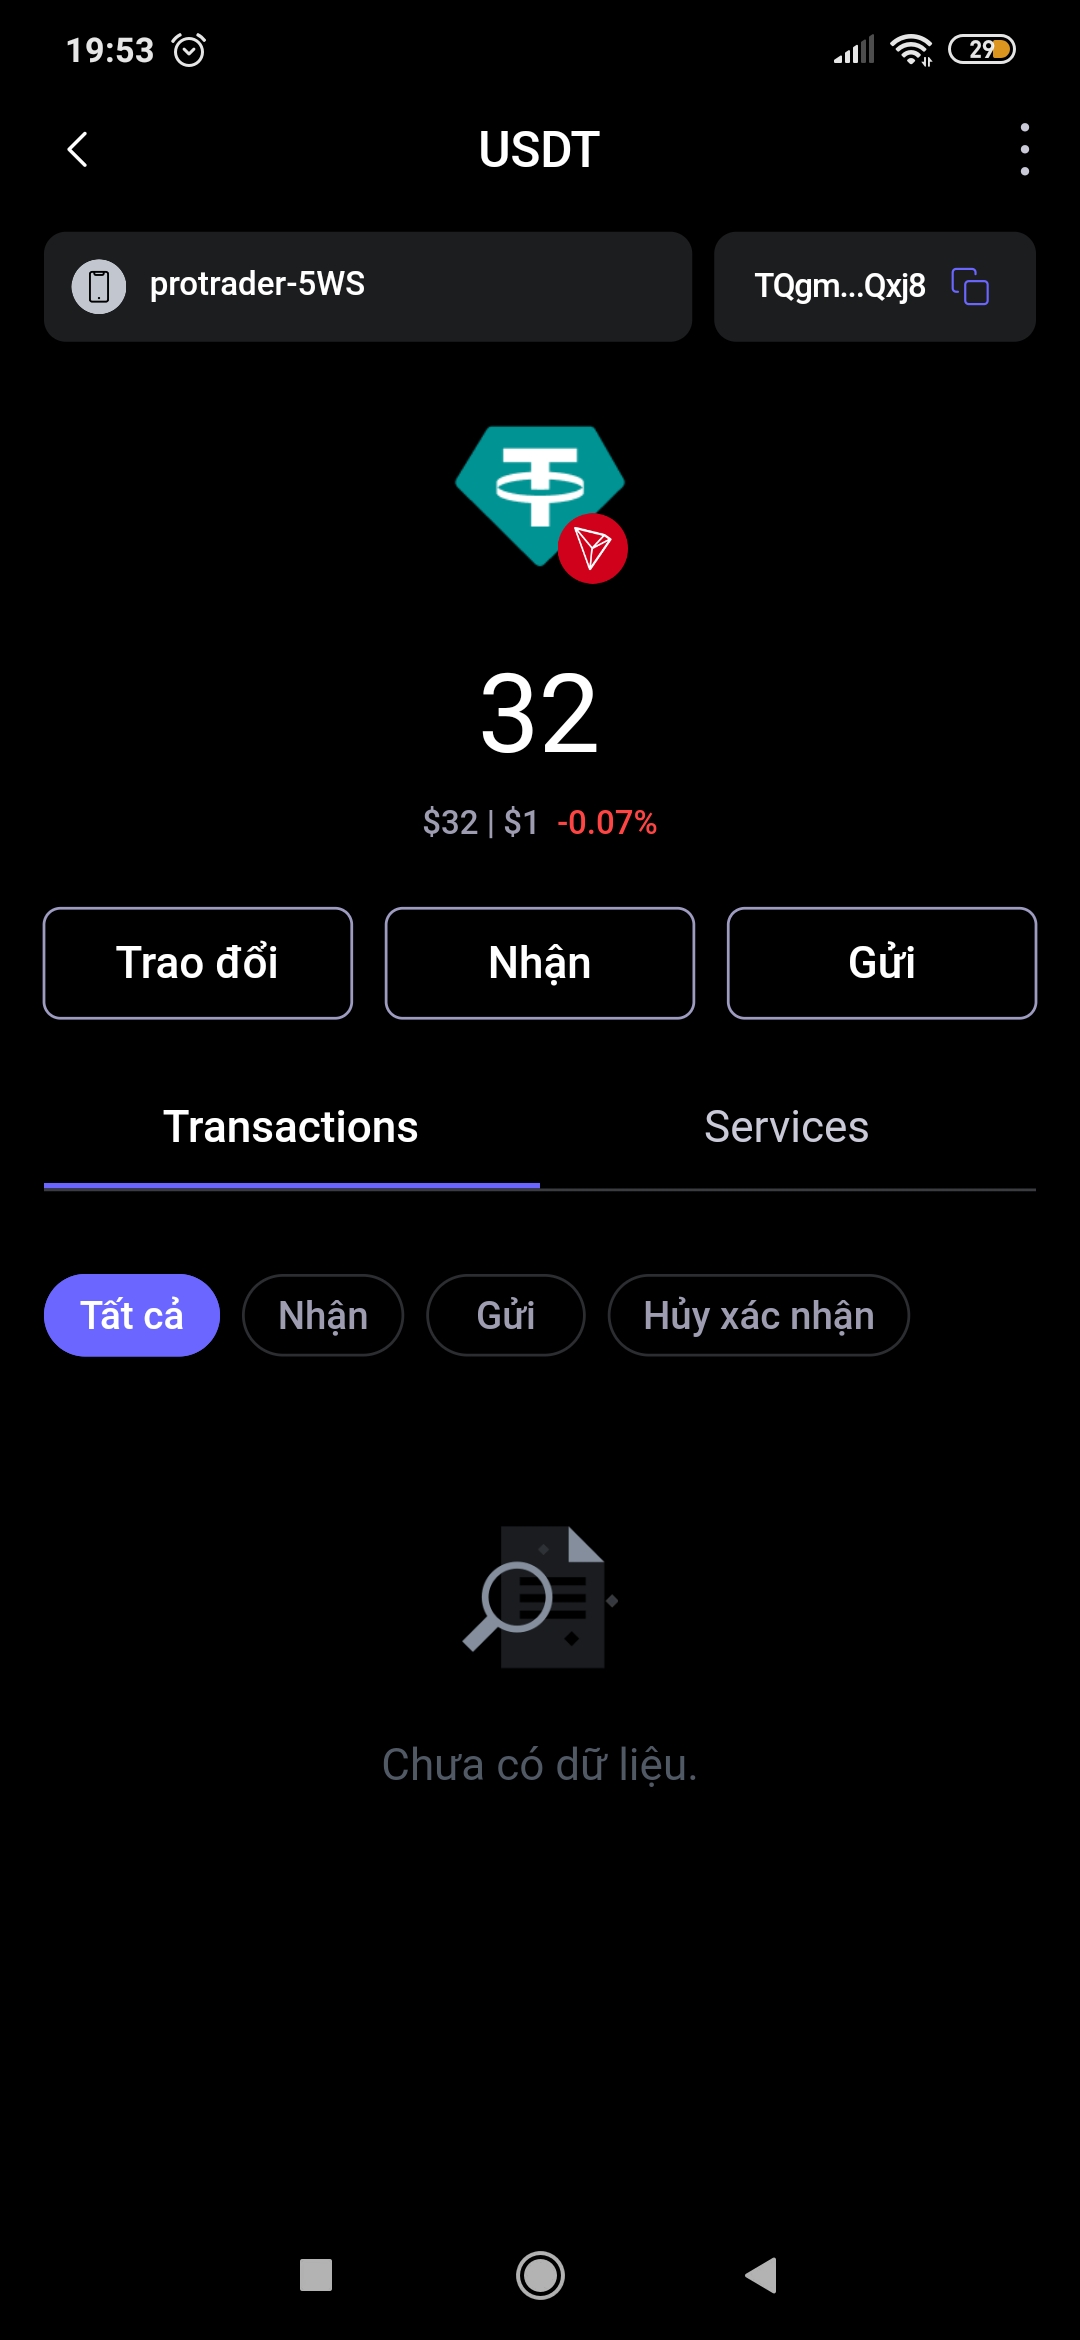 19:53
29
USDT
protrader-5WS
TQgm...Qxj8
32
$32 | $1 -0.07%
Trao đổi
Nhận
Gửi
Transactions
Services
Tất cả
Nhận
Gửi
Hủy xác nhận
Chưa có dữ liệu.